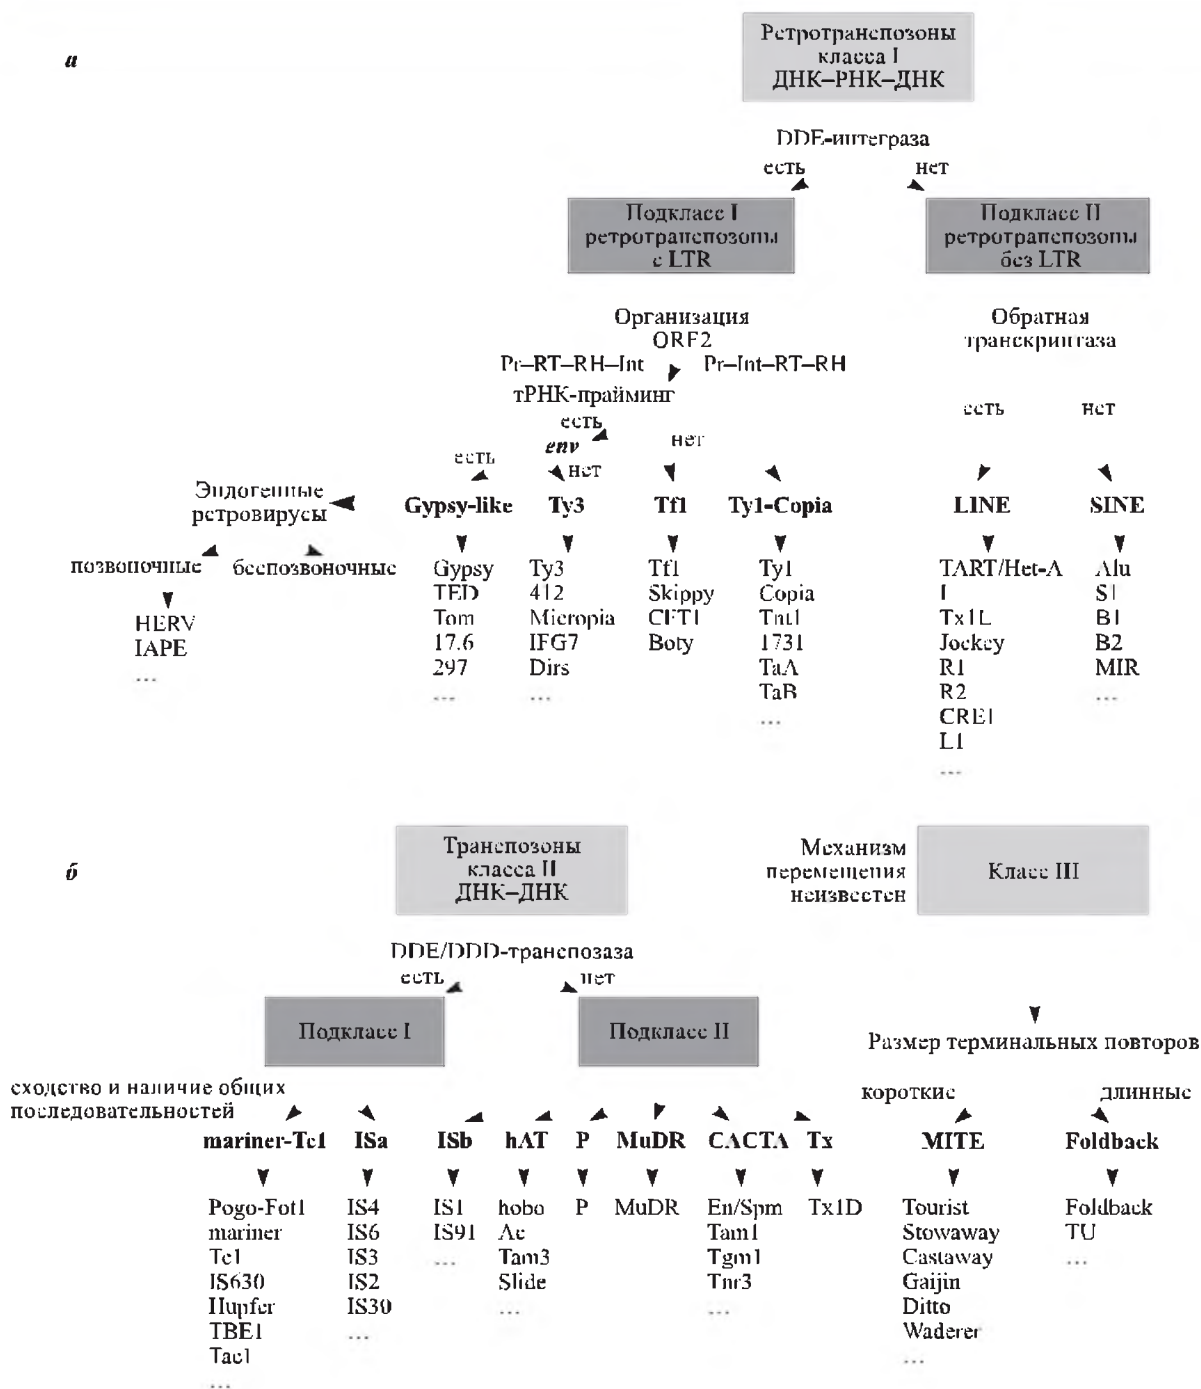 а
Ретротранспозоны
класса I
ДНК–РНК–ДНК
DDE-интеграза
есть нет
Подкласс I
ретротранспозоны
с LTR
Подкласс II
ретротранспозоны
без LTR
Организация
ORF2
Обратная
транскриптаза
Pr–RT–RH–Int Pr–Int–RT–RH
тРНК-прайминг
есть нет
есть
env
нет
есть
нет
Эндогенные
ретровирусы
Gypsy-like Ty3 Tf1 Ty1-Copia LINE SINE
позвоночные беспозвоночные
HERV
IAPE
...
Gypsy
TED
Tom
17.6
297
...
Ty3
412
Micropia
IFG7
Dirs
...
Tf1
Skippy
CFT1
Boty
Ty1
Copia
Tnt1
1731
TaA
TaB
...
TART/Het-A
I
Tx1L
Jockey
R1
R2
CRE1
L1
...
Alu
S1
B1
B2
MIR
...
б
Транспозоны
класса II
ДНК–ДНК
Механизм
перемещения
неизвестен
Класс III
DDE/DDD-транспозаза
есть нет
Подкласс I
Подкласс II
Размер терминальных повторов
короткие длинные
сходство и наличие общих
последовательностей
mariner-Tc1 ISa ISb hAT P MuDR CACTA Tx MITE Foldback
Pogo-Fot1
mariner
Tc1
IS630
Hupfer
TBE1
Tac1
...
IS4
IS6
IS3
IS2
IS30
...
IS1
IS91
...
hobo
Ac
Tam3
Slide
...
P
MuDR
En/Spm
Tam1
Tgm1
Tnr3
...
Tx1D
Tourist
Stowaway
Castaway
Gaijin
Ditto
Waderer
...
Foldback
TU
...